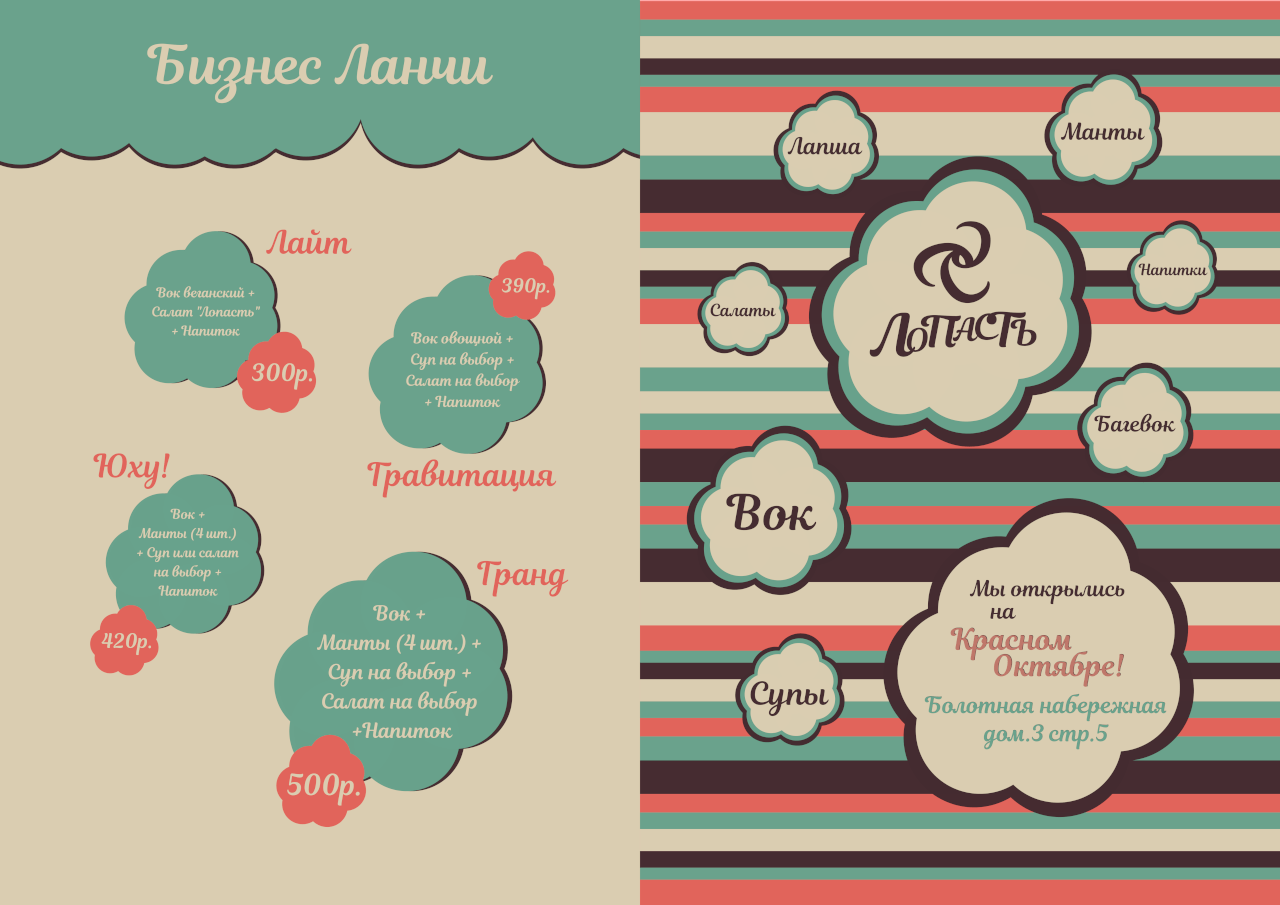 Бизнес Ланчи
Лайт
Вок веганский +
Салат "Лопасть"
+ Напиток
300р.
390р.
Вок овощной +
Суп на выбор +
Салат на выбор
+ Напиток
Гравитация
Юху!
Вок +
Манты (4 шт.)
+ Суп или салат
на выбор +
Напиток
420р.
Гранд
Вок +
Манты (4 шт.) +
Суп на выбор +
Салат на выбор
+Напиток
500р.
Лапша
Манты
Напитки
Салаты
ЛОПАСТЬ
Багевок
Вок
Супы
Мы открылись
на
Красном
Октябре!
Болотная набережная
дом.3 стр.5